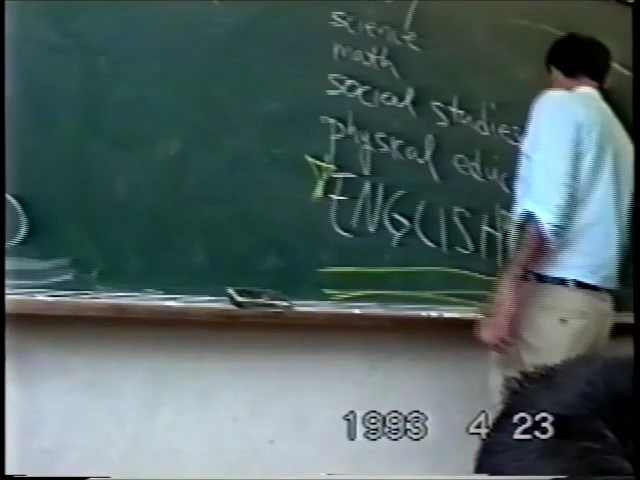 science
math
social studies
physical educ
ENGLISH
1993 4 23